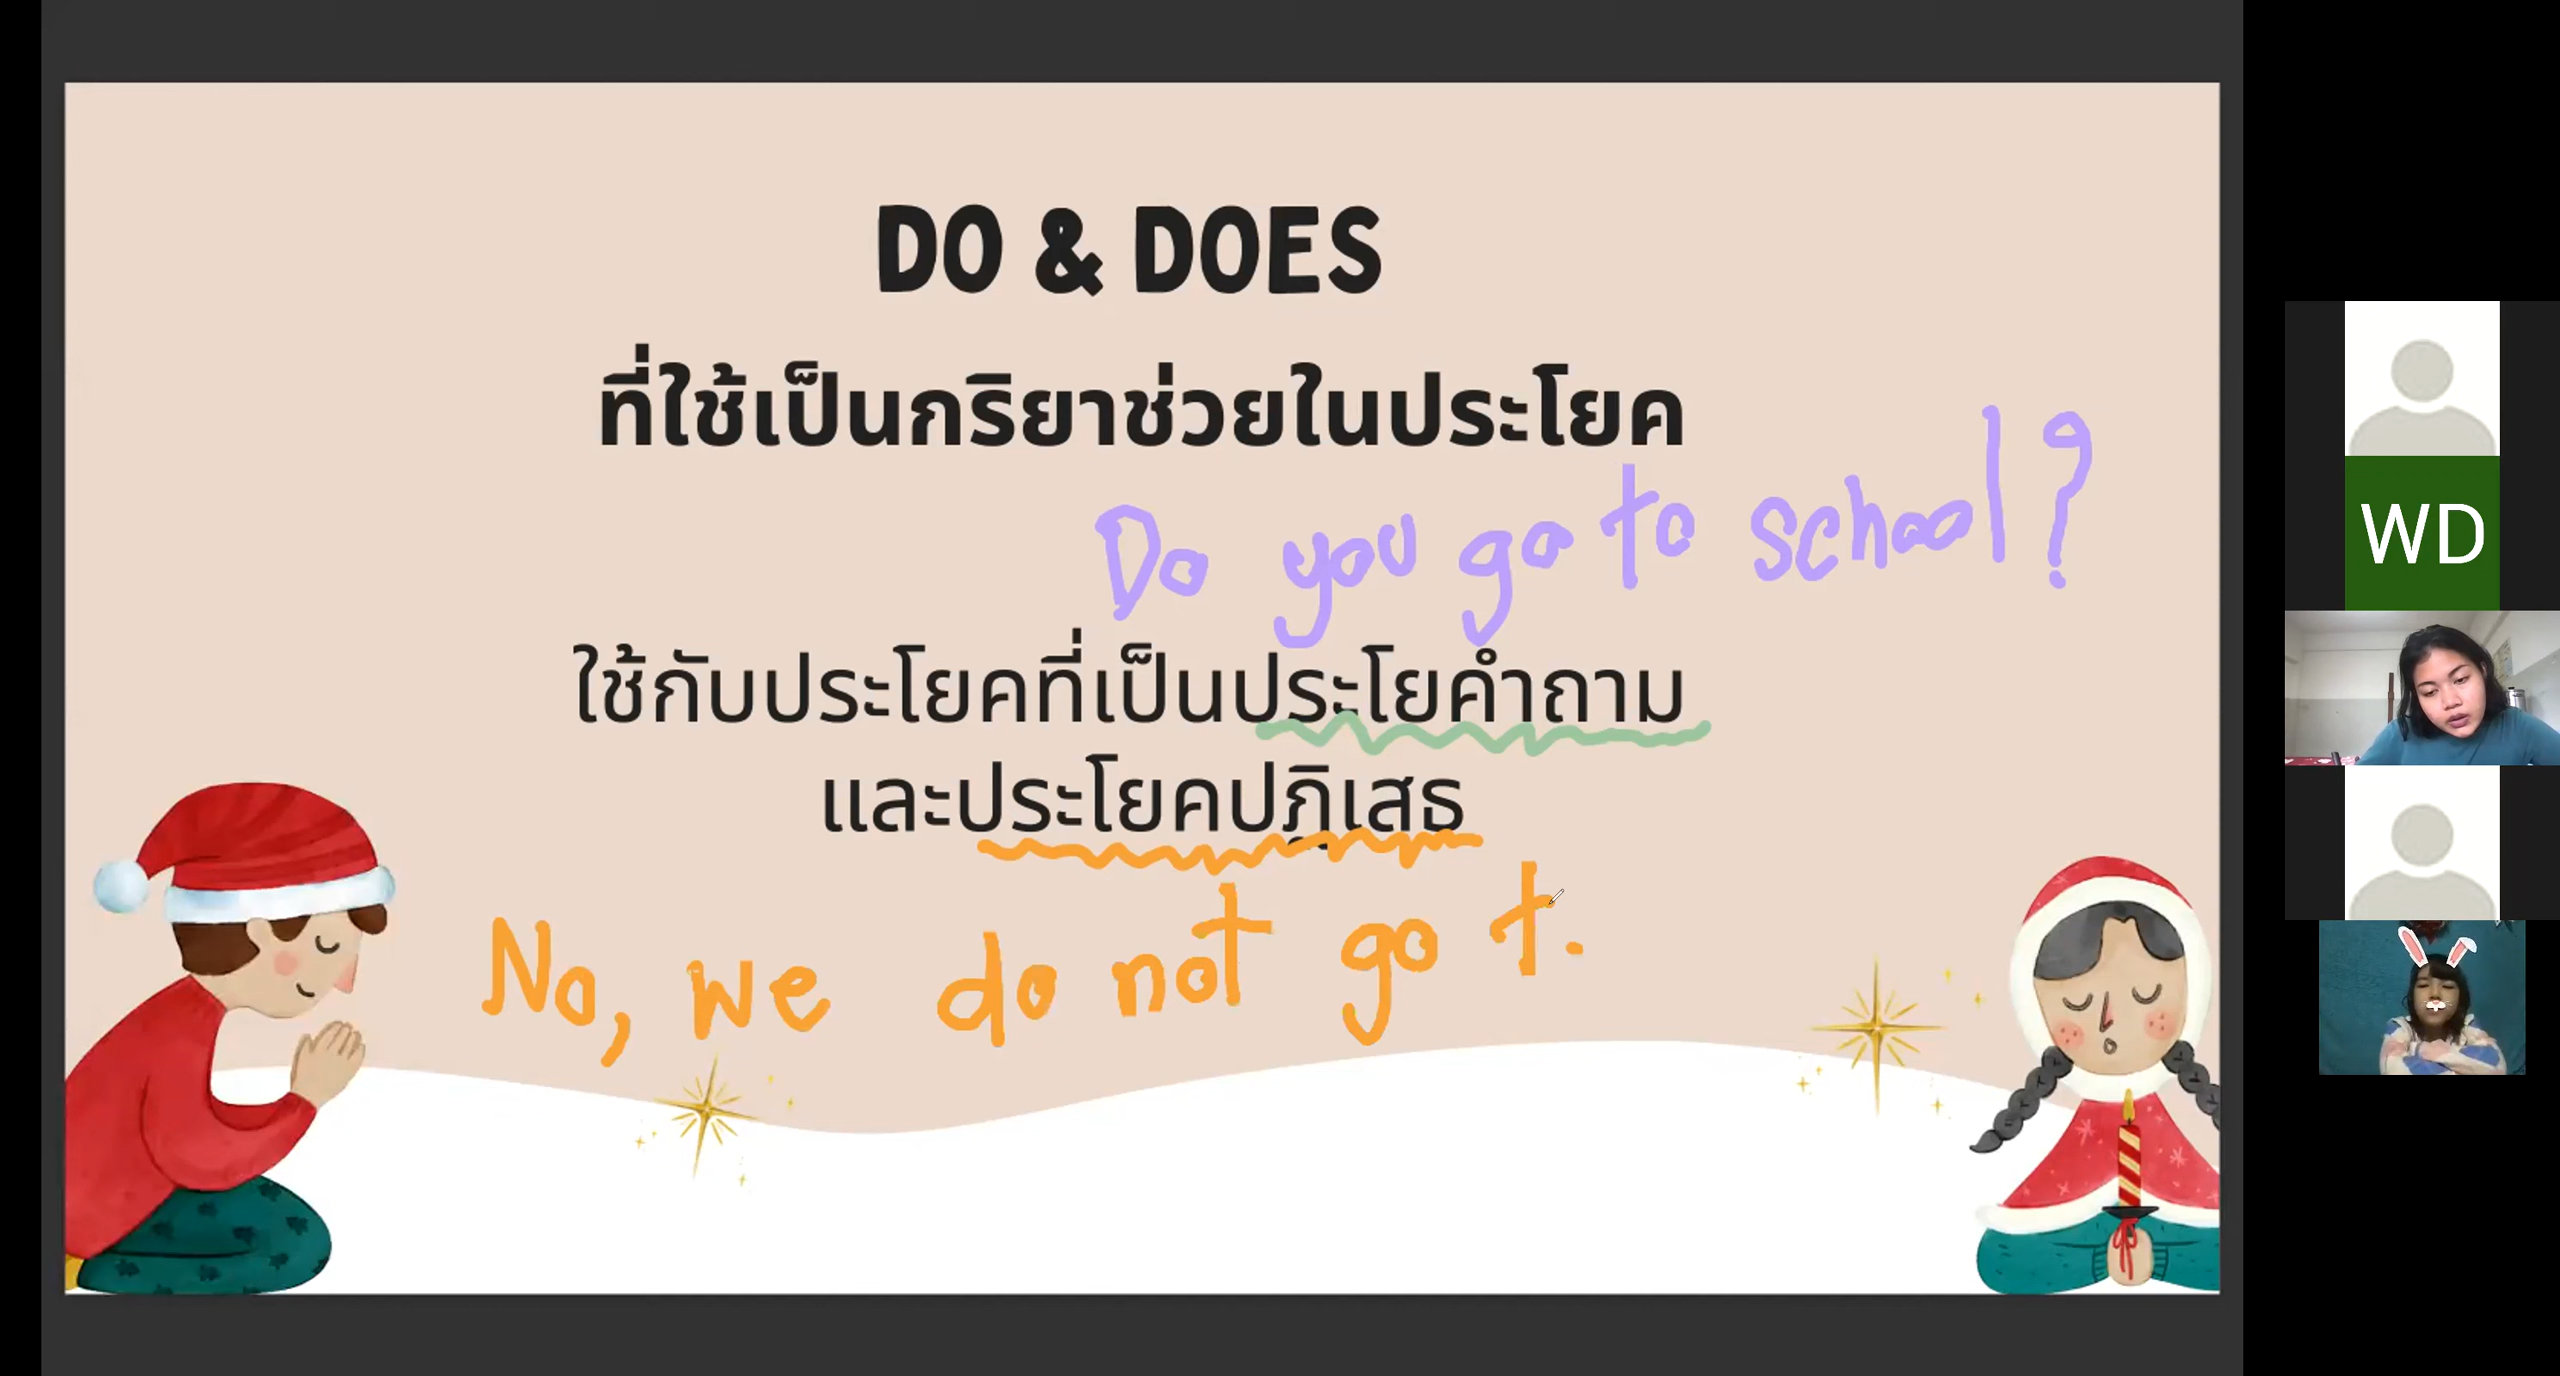 DO & DOES
ที่ใช้เป็นกริยาช่วยในประโยค
Do you go to school?
ใช้กับประโยคที่เป็นประโยคำถาม
และประโยคปฏิเสธ
No, we do not go t.
WD